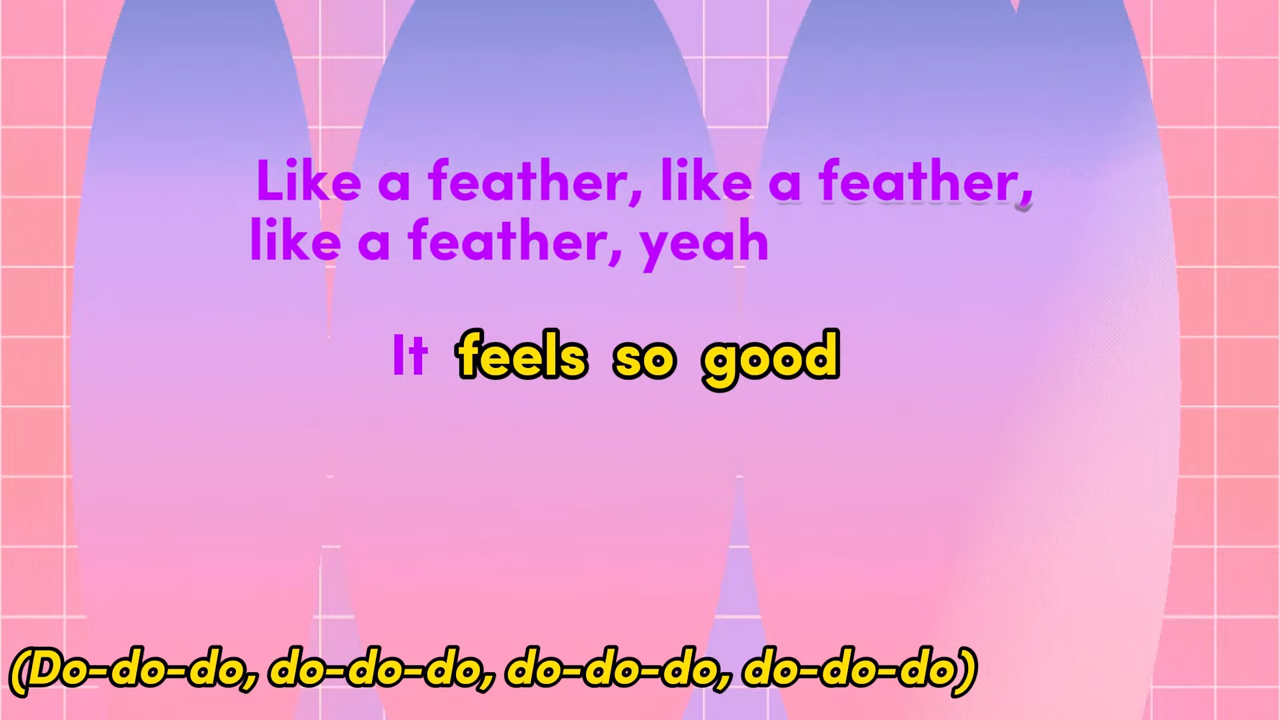 Like a feather, like a feather,
like a feather, yeah
It feels so good
(Do-do-do, do-do-do, do-do-do, do-do-do)